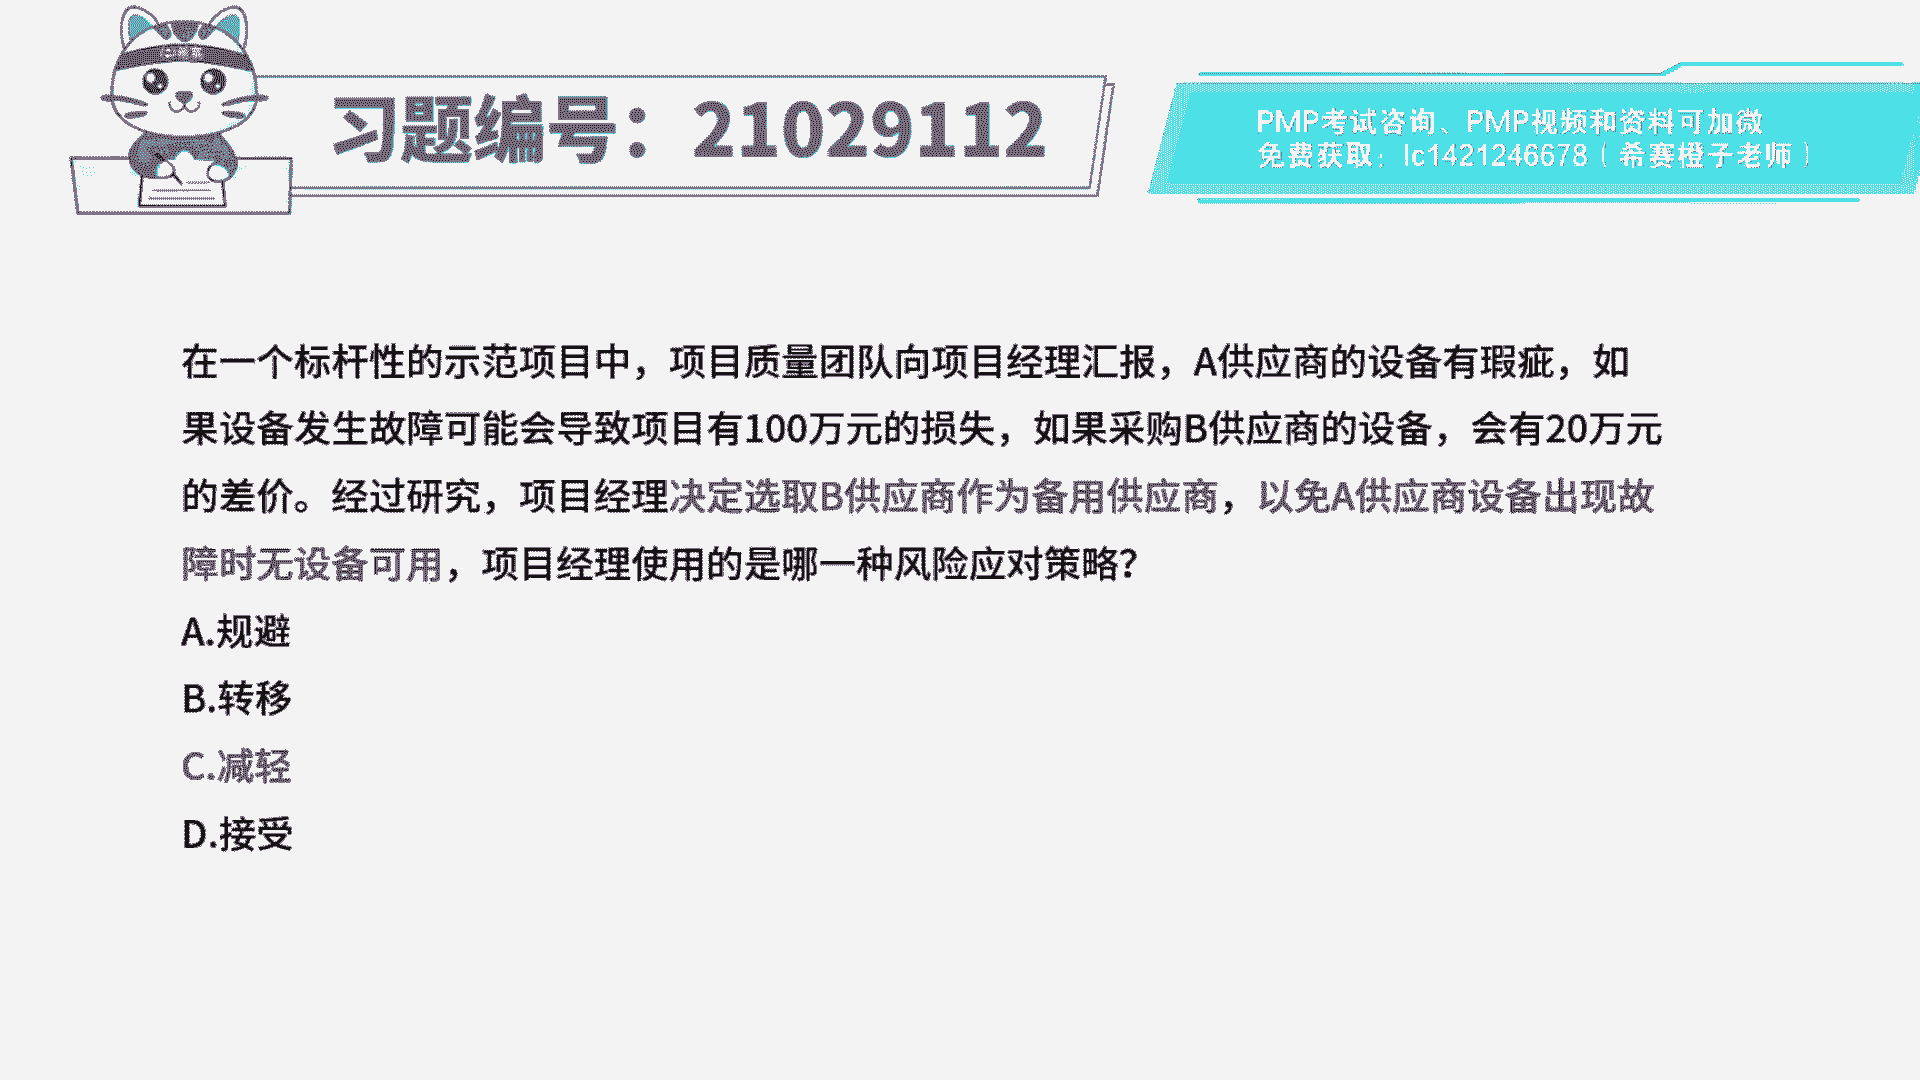 习题编号：21029112
PMP考试咨询、PMP视频和资料可加微
免费获取：lc1421246678（希赛橙子老师）
在一个标杆性的示范项目中，项目质量团队向项目经理汇报，A供应商的设备有瑕疵，如
果设备发生故障可能会导致项目有100万元的损失，如果采购B供应商的设备，会有20万元
的差价。经过研究，项目经理决定选取B供应商作为备用供应商，以免A供应商设备出现故
障时无设备可用，项目经理使用的是哪一种风险应对策略？
A.规避
B.转移
C.减轻
D.接受